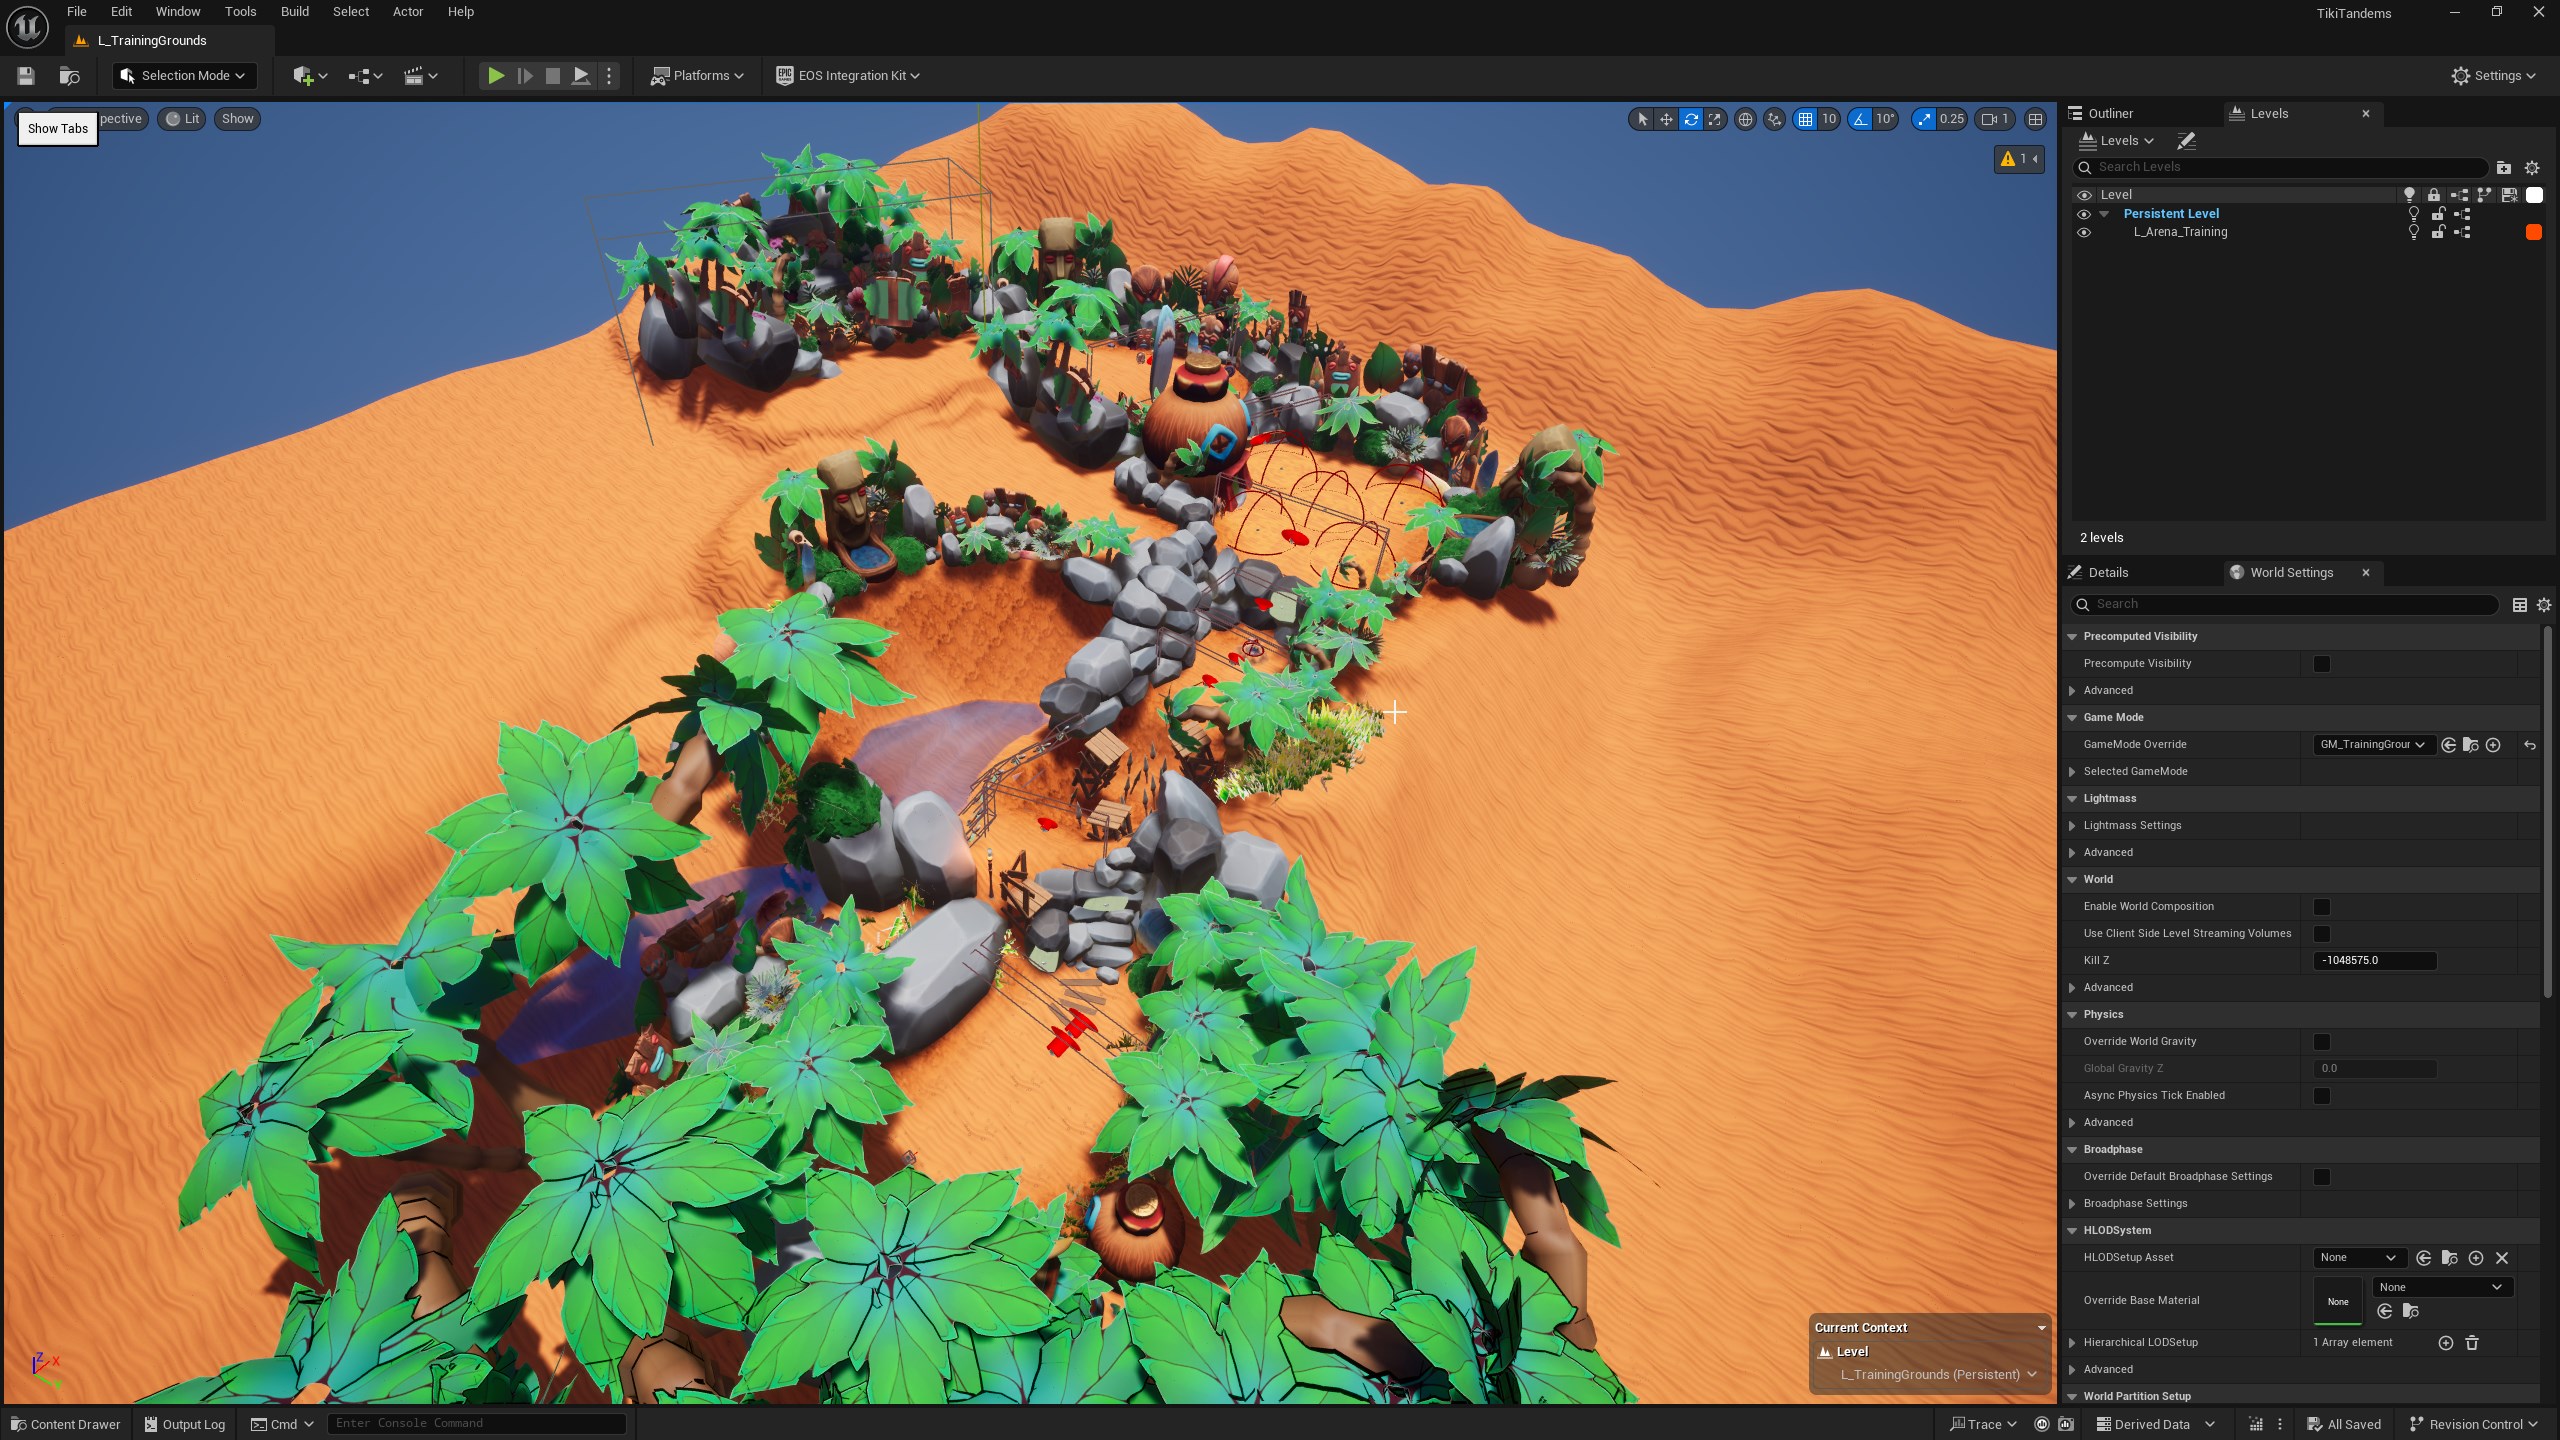 File Edit Window Tools Build Select Actor Help
TikiTandems
L_TrainingGrounds
Selection Mode
Platforms
EOS Integration Kit
Settings
Show Tabs
pective
Lit
Show
10
10°
0.25
1
1
Outliner
Levels
Levels
Search Levels
Level
Persistent Level
L_Arena_Training
2 levels
Details
World Settings
Search
Precomputed Visibility
Precompute Visibility
Advanced
Game Mode
GameMode Override
GM_TrainingGrour
Selected GameMode
Lightmass
Lightmass Settings
Advanced
World
Enable World Composition
Use Client Side Level Streaming Volumes
Kill Z
-1048575.0
Advanced
Physics
Override World Gravity
Global Gravity Z
0.0
Async Physics Tick Enabled
Advanced
Broadphase
Override Default Broadphase Settings
Broadphase Settings
HLODSystem
HLODSetup Asset
None
Override Base Material
None
None
Hierarchical LODSetup
1 Array element
Advanced
World Partition Setup
Current Context
Level
L_TrainingGrounds (Persistent)
Z
X
Y
Content Drawer
Output Log
Cmd
Enter Console Command
Trace
Derived Data
All Saved
Revision Control